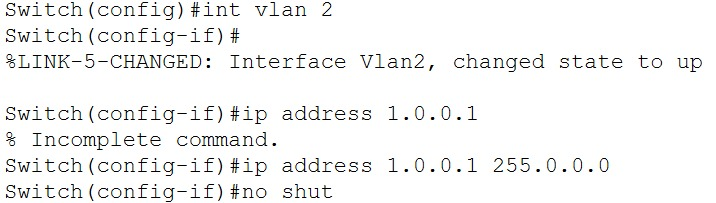 Switch(config)#int vlan 2
Switch(config-if)#
%LINK-5-CHANGED: Interface Vlan2, changed state to up
Switch(config-if)#ip address 1.0.0.1
% Incomplete command.
Switch(config-if)#ip address 1.0.0.1 255.0.0.0
Switch(config-if)#no shut